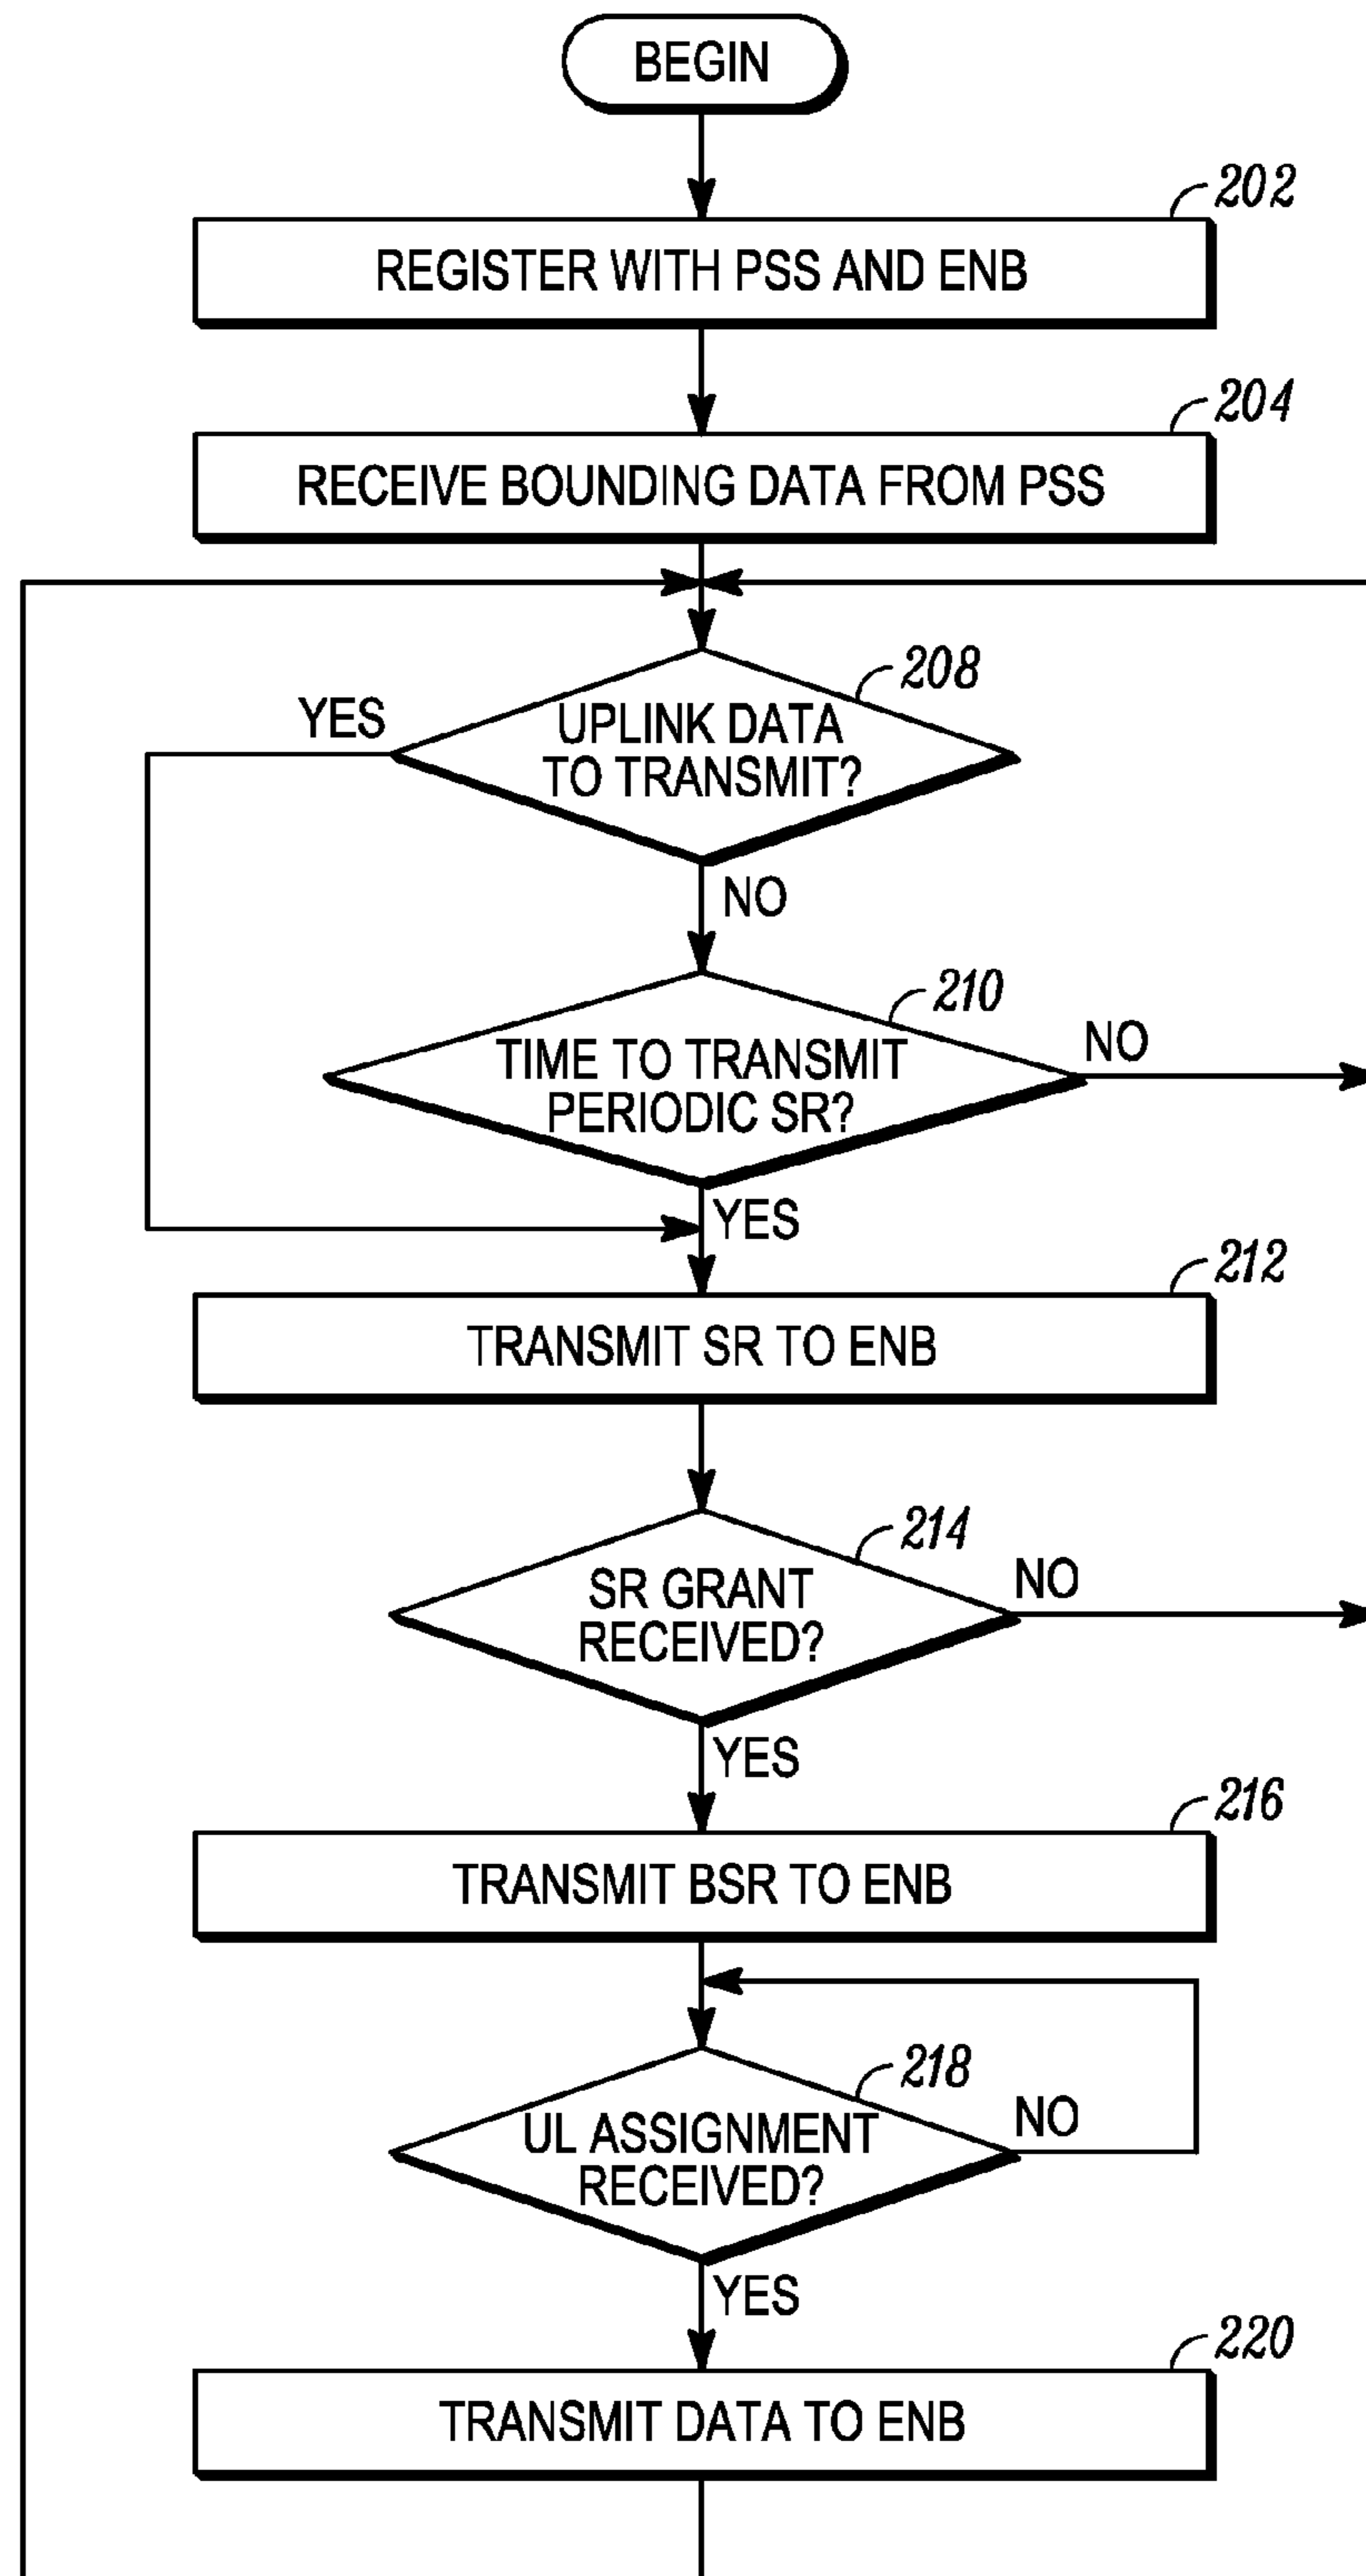 BEGIN
202
REGISTER WITH PSS AND ENB
204
RECEIVE BOUNDING DATA FROM PSS
208
YES
UPLINK DATA
TO TRANSMIT?
NO
210
NO
TIME TO TRANSMIT
PERIODIC SR?
YES
212
TRANSMIT SR TO ENB
214
NO
SR GRANT
RECEIVED?
YES
216
TRANSMIT BSR TO ENB
218
NO
UL ASSIGNMENT
RECEIVED?
YES
220
TRANSMIT DATA TO ENB